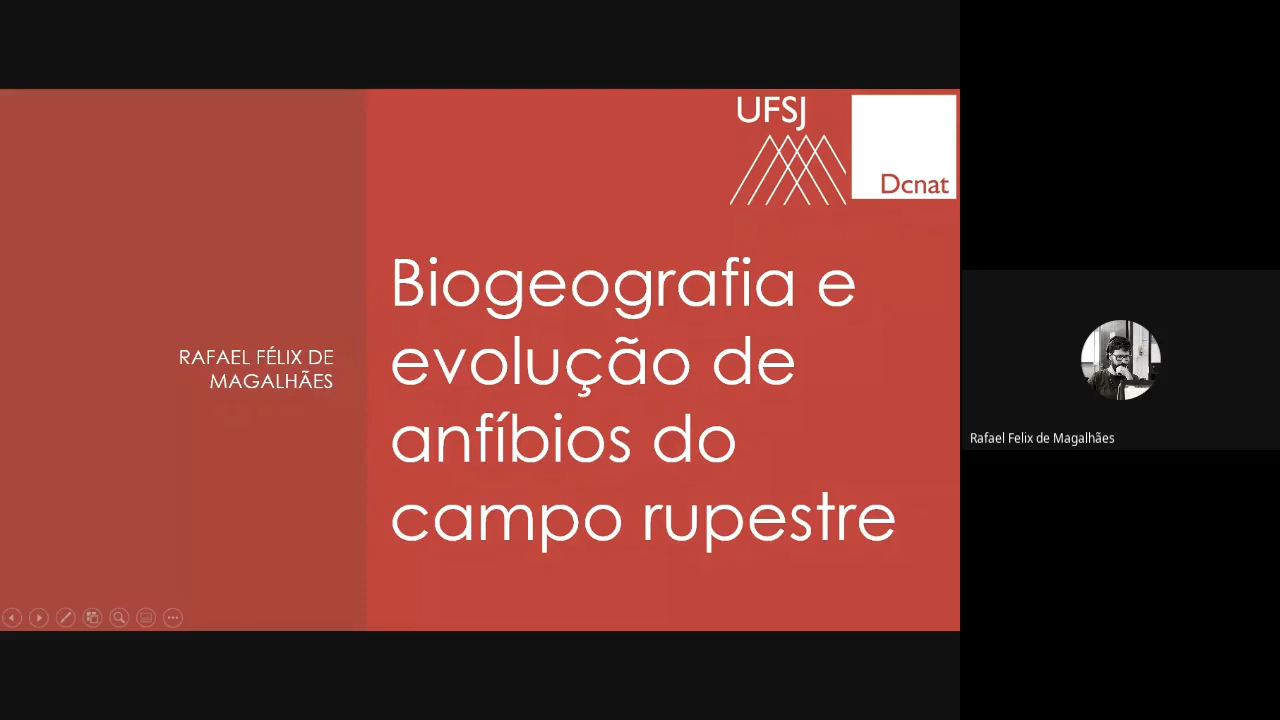 UFSJ
Dcnat
RAFAEL FÉLIX DE
MAGALHÃES
Biogeografia e
evolução de
anfíbios do
campo rupestre
Rafael Felix de Magalhães